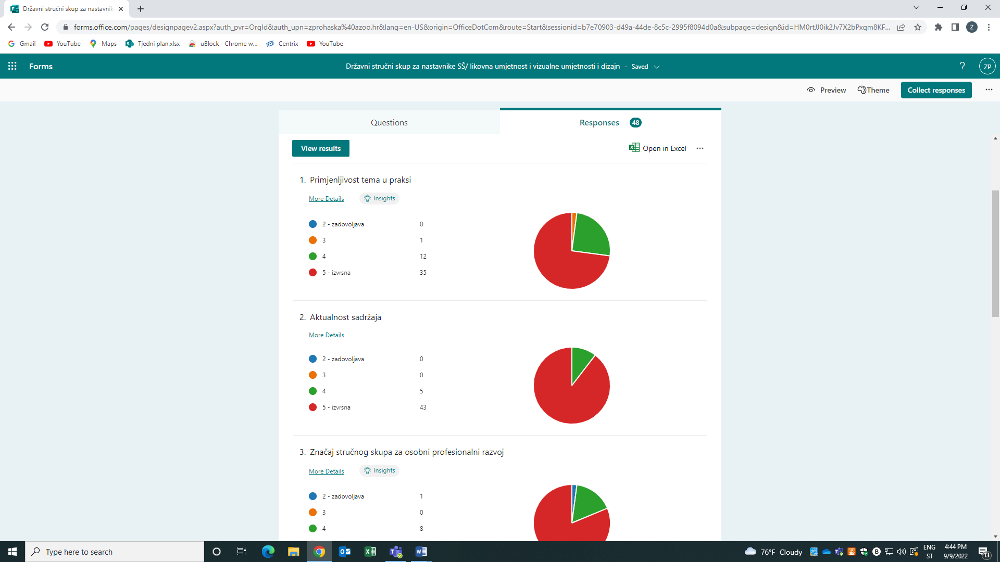 Državni stručni skup za nastavnik
forms.office.com/pages/designpagev2.aspx?auth_pvr=OrgId&auth_upn=zprohaska%40azoo.hr&lang=en-US&origin=OfficeDotCom&route=Start&sessionid=b7e70903-d49a-44de-8c5c-2995f8094d0a&subpage=design&id=HM0rtJJ0ik2Jv7X2bPxqm8KF...
Z
Gmail YouTube Maps Tjedni plan.xlsx uBlock - Chrome w... Centrix YouTube
Forms Državni stručni skup za nastavnike SŠ/ likovna umjetnost i vizualne umjetnosti i dizajn - Saved ? ZP
Preview Theme Collect responses ...
Questions Responses 48
View results Open in Excel ...
1. Primjenljivost tema u praksi
More Details Insights
2 - zadovoljava 0
3 1
4 12
5 - izvrsna 35
2. Aktualnost sadržaja
More Details
2 - zadovoljava 0
3 0
4 5
5 - izvrsna 43
3. Značaj stručnog skupa za osobni profesionalni razvoj
More Details Insights
2 - zadovoljava 1
3 0
4 8
Type here to search
76°F Cloudy
ENG
ST
4:44 PM
9/9/2022
13